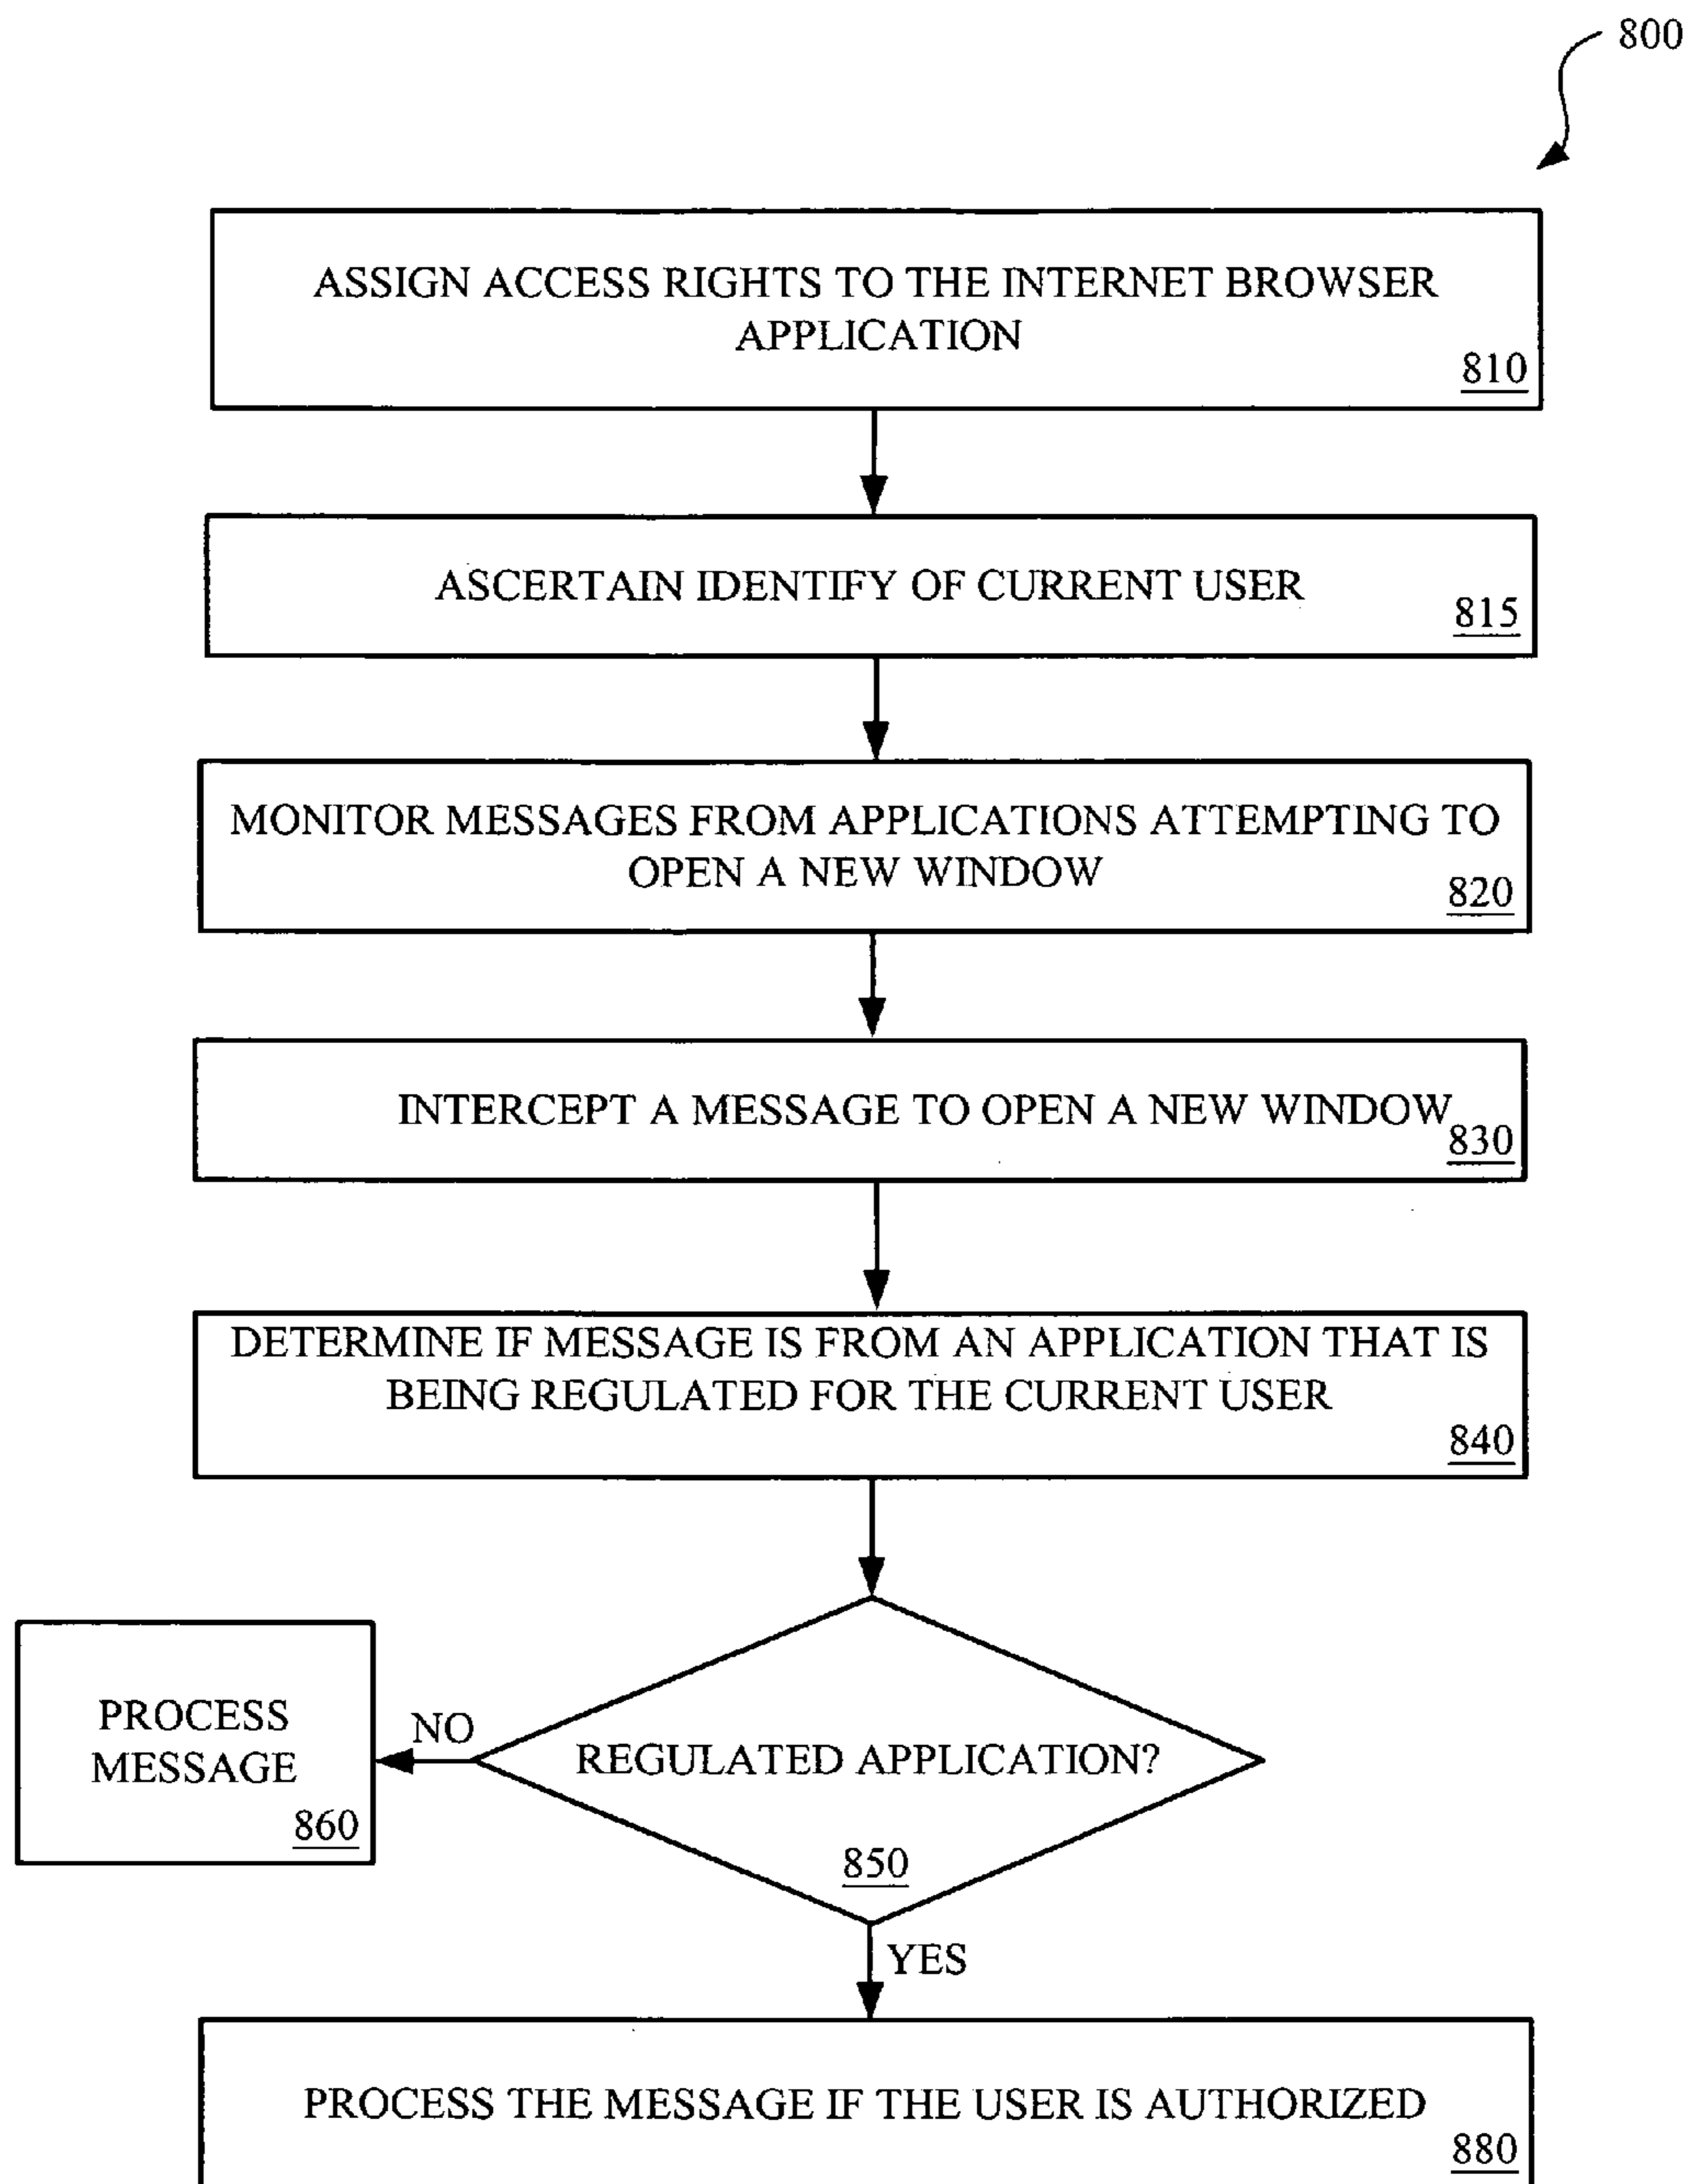 800
ASSIGN ACCESS RIGHTS TO THE INTERNET BROWSER
APPLICATION
810
ASCERTAIN IDENTIFY OF CURRENT USER
815
MONITOR MESSAGES FROM APPLICATIONS ATTEMPTING TO
OPEN A NEW WINDOW
820
INTERCEPT A MESSAGE TO OPEN A NEW WINDOW
830
DETERMINE IF MESSAGE IS FROM AN APPLICATION THAT IS
BEING REGULATED FOR THE CURRENT USER
840
PROCESS
MESSAGE
860
NO
REGULATED APPLICATION?
850
YES
PROCESS THE MESSAGE IF THE USER IS AUTHORIZED
880